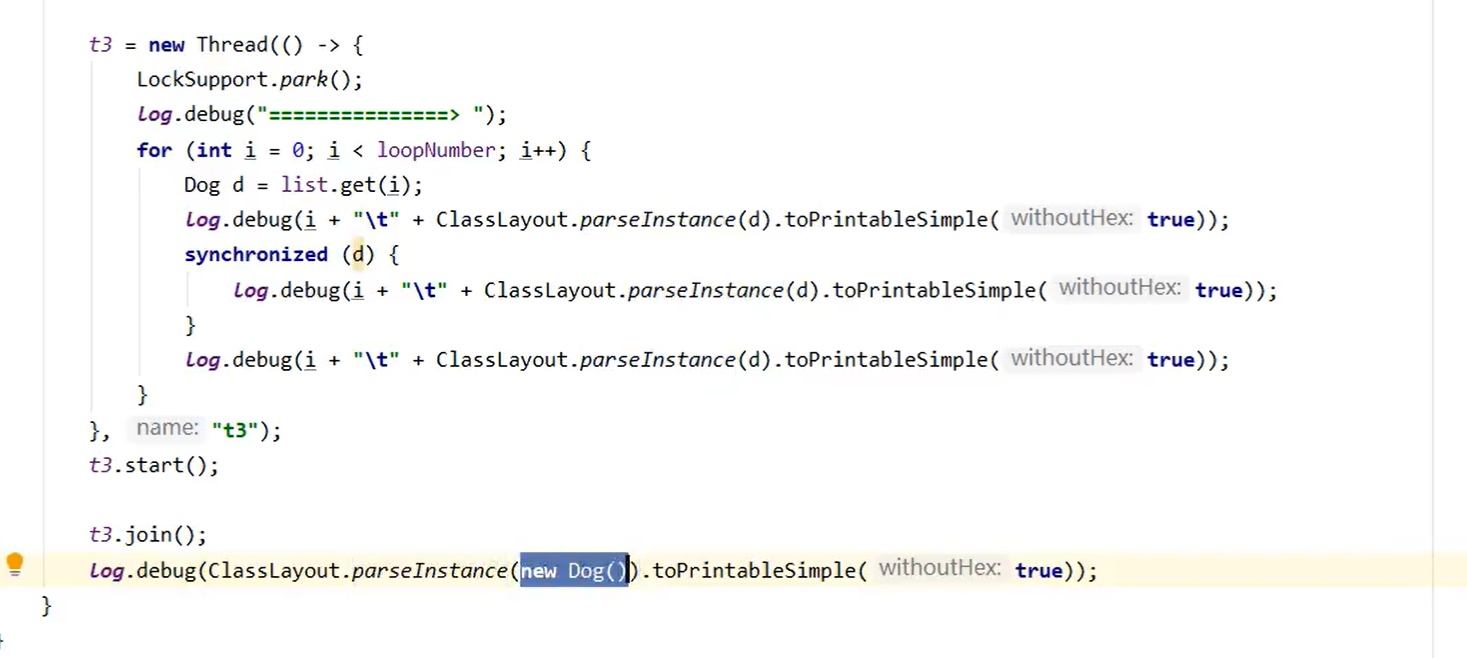 t3 = new Thread(() -> {
LockSupport.park();
log.debug("===============> ");
for (int i = 0; i < loopNumber; i++) {
Dog d = list.get(i);
log.debug(i + "\t" + ClassLayout.parseInstance(d).toPrintableSimple( withoutHex: true));
synchronized (d) {
log.debug(i + "\t" + ClassLayout.parseInstance(d).toPrintableSimple( withoutHex: true));
}
log.debug(i + "\t" + ClassLayout.parseInstance(d).toPrintableSimple( withoutHex: true));
}
}, name: "t3");
t3.start();
t3.join();
log.debug(ClassLayout.parseInstance(new Dog()).toPrintableSimple( withoutHex: true));
}